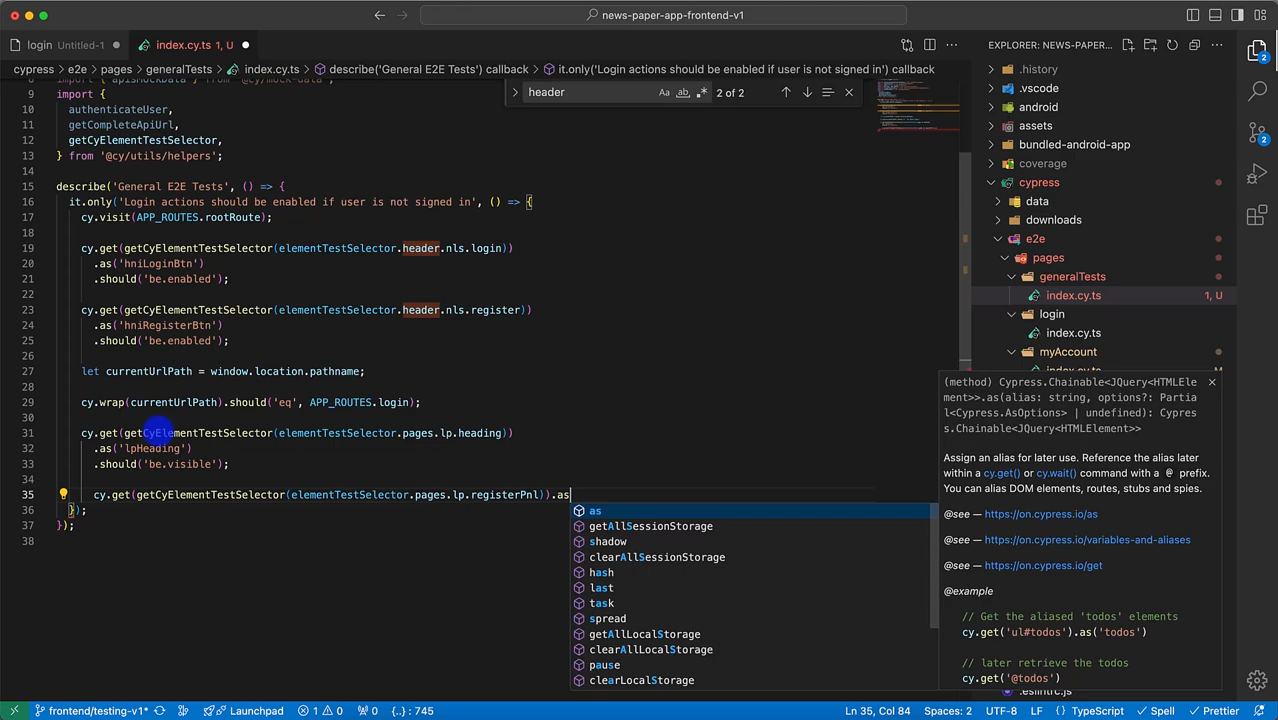 news-paper-app-frontend-v1
login Untitled-1
index.cy.ts 1, U
EXPLORER: NEWS-PAPER...
cypress > e2e > pages > generalTests > index.cy.ts > describe('General E2E Tests') callback > it.only('Login actions should be enabled if user is not signed in') callback
header
Aa ab .* 2 of 2
9 import {
10 authenticateUser,
11 getCompleteApiUrl,
12 getCyElementTestSelector,
13 } from '@cy/utils/helpers';
14
15 describe('General E2E Tests', () => {
16 it.only('Login actions should be enabled if user is not signed in', () => {
17 cy.visit(APP_ROUTES.rootRoute);
18
19 cy.get(getCyElementTestSelector(elementTestSelector.header.nls.login))
20 .as('hniLoginBtn')
21 .should('be.enabled');
22
23 cy.get(getCyElementTestSelector(elementTestSelector.header.nls.register))
24 .as('hniRegisterBtn')
25 .should('be.enabled');
26
27 let currentUrlPath = window.location.pathname;
28
29 cy.wrap(currentUrlPath).should('eq', APP_ROUTES.login);
30
31 cy.get(getCyElementTestSelector(elementTestSelector.pages.lp.heading))
32 .as('lpHeading')
33 .should('be.visible');
34
35 cy.get(getCyElementTestSelector(elementTestSelector.pages.lp.registerPnl)).as
36 });
37 });
38
as
getAllSessionStorage
shadow
clearAllSessionStorage
hash
last
task
spread
getAllLocalStorage
clearAllLocalStorage
pause
clearLocalStorage
.history
.vscode
android
assets
bundled-android-app
coverage
cypress
data
downloads
e2e
pages
generalTests
index.cy.ts 1, U
login
index.cy.ts
myAccount
(method) Cypress.Chainable<JQuery<HTMLEle
ment>>.as(alias: string, options?: Partia
l<Cypress.AsOptions> | undefined): Cypres
s.Chainable<JQuery<HTMLElement>>
Assign an alias for later use. Reference the alias later
within a cy.get() or cy.wait() command with a @ prefix.
You can alias DOM elements, routes, stubs and spies.
@see — https://on.cypress.io/as
@see — https://on.cypress.io/variables-and-aliases
@see — https://on.cypress.io/get
@example
// Get the aliased 'todos' elements
cy.get('ul#todos').as('todos')
// later retrieve the todos
cy.get('@todos')
2
2
frontend/testing-v1* Launchpad 1 0 0 {..} : 745
Ln 35, Col 84 Spaces: 2 UTF-8 LF {} TypeScript Spell Prettier